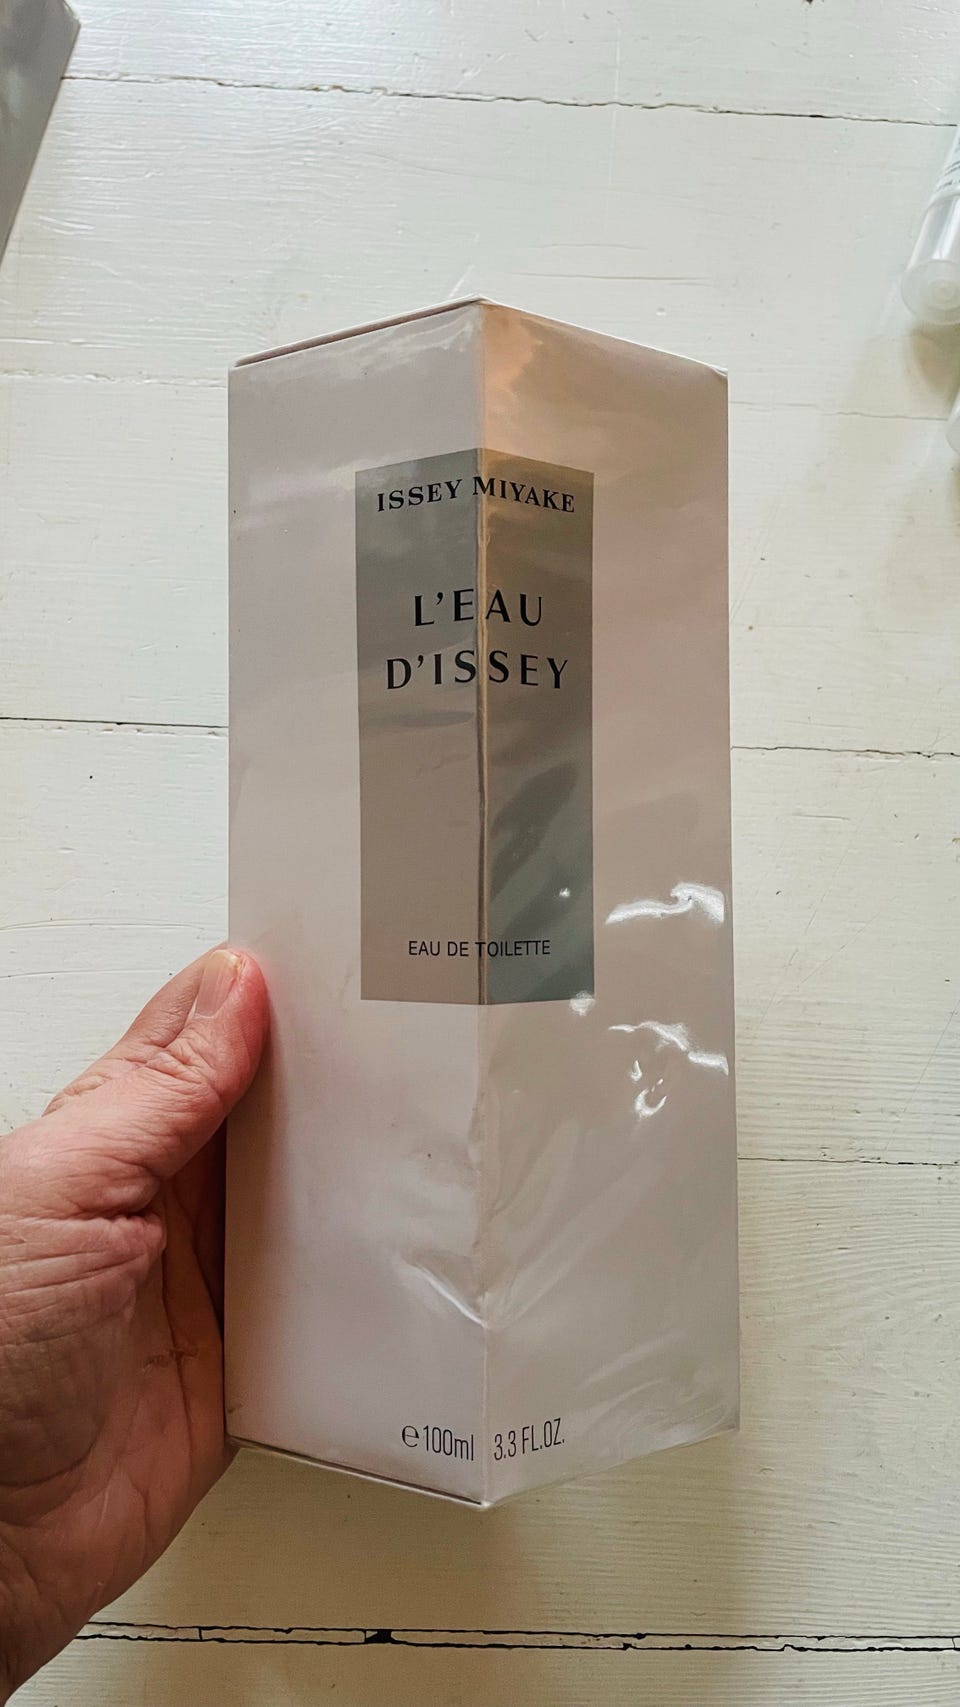 ISSEY MIYAKE
L'EAU
D'ISSEY
EAU DE TOILETTE
℮100ml 3.3 FL.OZ.